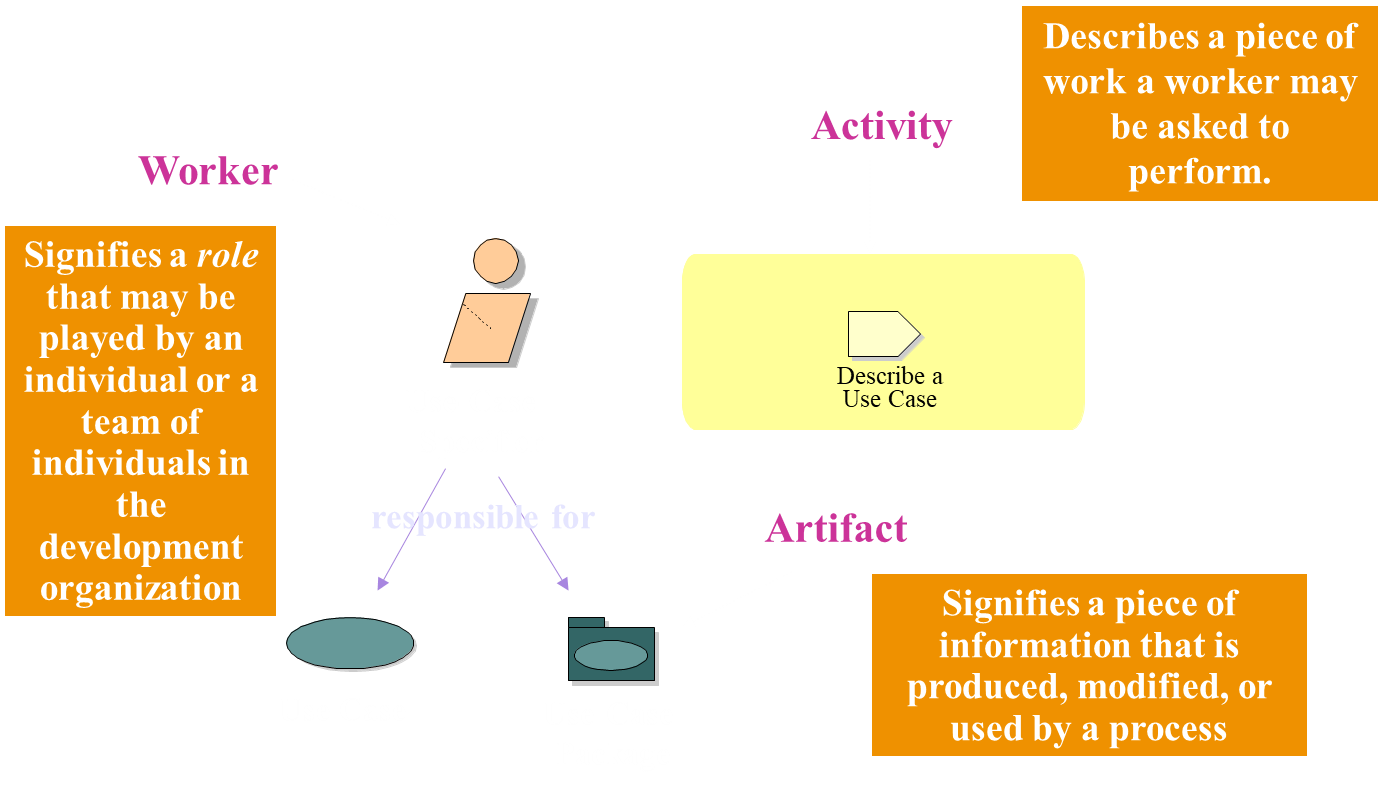 Worker
Signifies a role
that may be
played by an
individual or a
team of
individuals in
the
development
organization
responsible for
Activity
Describes a piece of
work a worker may
be asked to
perform.
Describe a
Use Case
Artifact
Signifies a piece of
information that is
produced, modified, or
used by a process